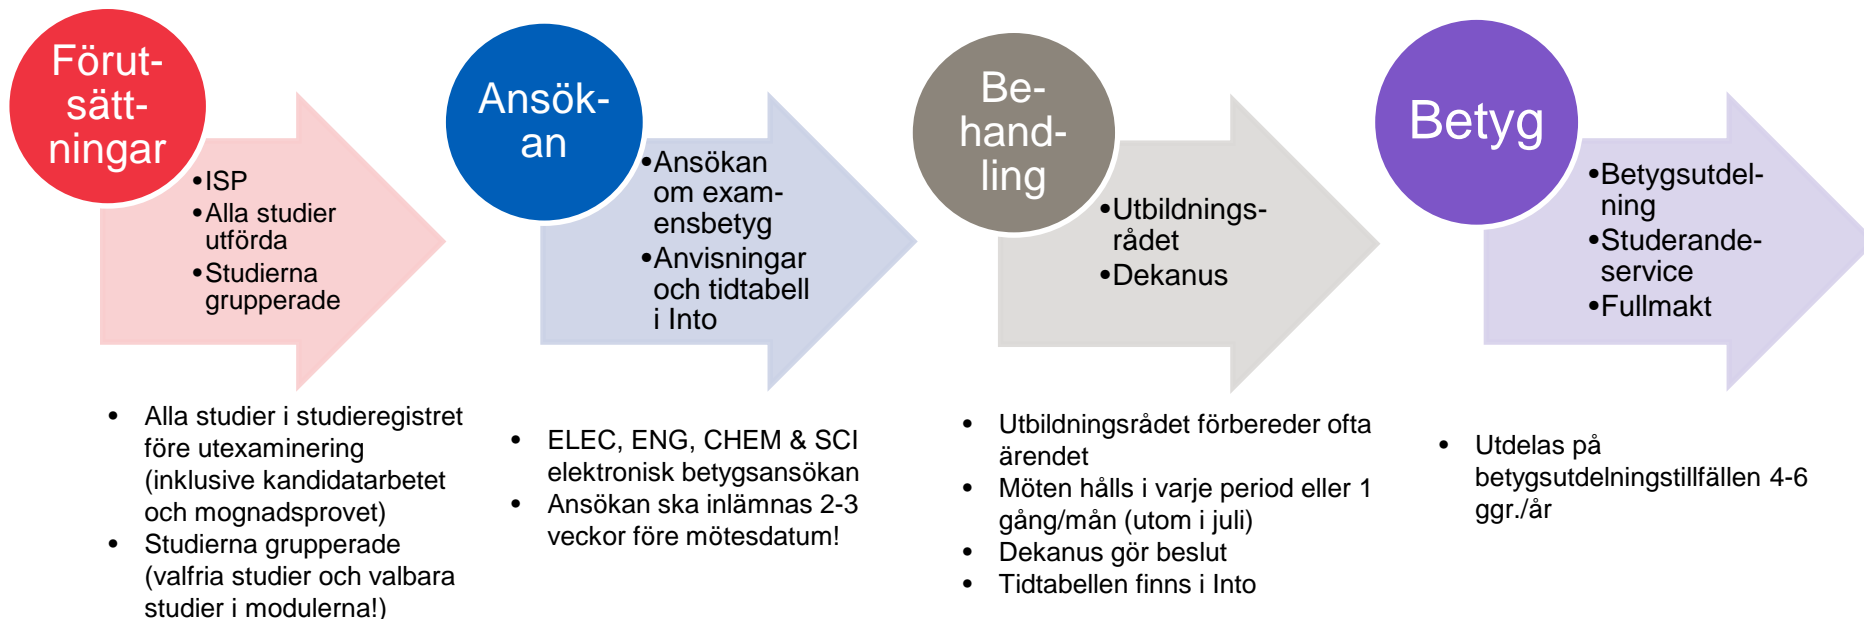 Förut-
sätt-
ningar
•ISP
•Alla studier
utförda
•Studierna
grupperade
• Alla studier i studieregistret
före utexaminering
(inklusive kandidatarbetet
och mognadsprovet)
• Studierna grupperade
(valfria studier och valbara
studier i modulerna!)
Ansök-
an
•Ansökan
om exam-
ensbetyg
•Anvisningar
och tidtabell
i Into
• ELEC, ENG, CHEM & SCI
elektronisk betygsansökan
• Ansökan ska inlämnas 2-3
veckor före mötesdatum!
Be-
hand-
ling
•Utbildnings-
rådet
•Dekanus
• Utbildningsrådet förbereder ofta
ärendet
• Möten hålls i varje period eller 1
gång/mån (utom i juli)
• Dekanus gör beslut
• Tidtabellen finns i Into
Betyg
•Betygsutdel-
ning
•Studerande-
service
•Fullmakt
• Utdelas på
betygsutdelningstillfällen 4-6
ggr./år